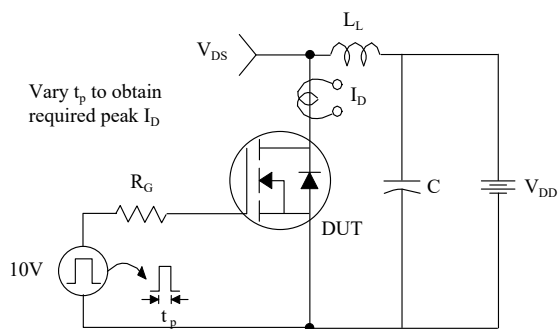 L_L
V_DS
Vary t_p to obtain
required peak I_D
I_D
R_G
C
V_DD
DUT
10V
t_p